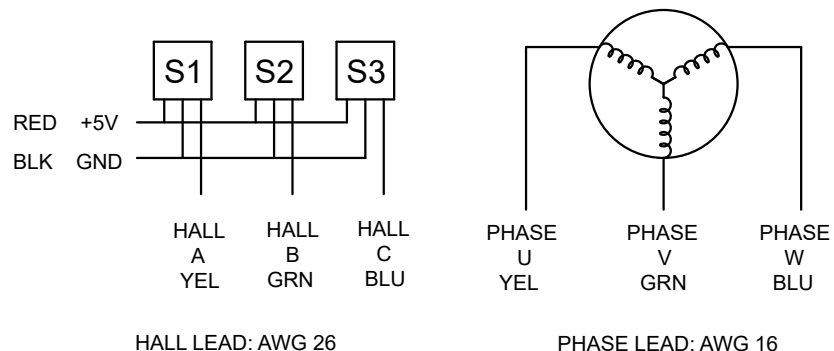 S1 S2 S3
RED +5V
BLK GND
HALL HALL HALL
A B C
YEL GRN BLU
HALL LEAD: AWG 26
PHASE PHASE PHASE
U V W
YEL GRN BLU
PHASE LEAD: AWG 16